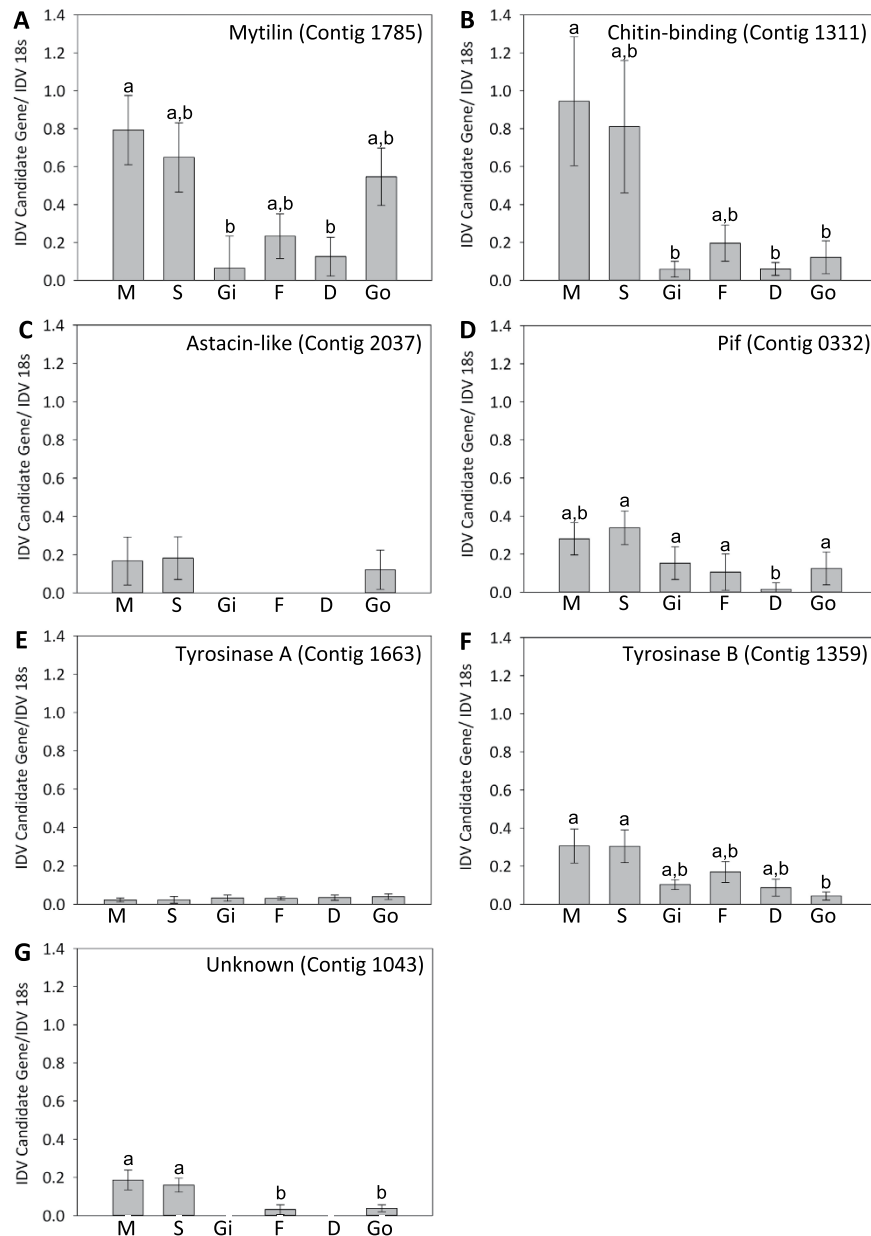 A
Mytilin (Contig 1785)
IDV Candidate Gene/ IDV 18s
1.4
1.2
1.0
0.8
0.6
0.4
0.2
0.0
a
a,b
b
a,b
b
a,b
M S Gi F D Go
B
Chitin-binding (Contig 1311)
IDV Candidate Gene/ IDV 18s
1.4
1.2
1.0
0.8
0.6
0.4
0.2
0.0
a
a,b
b
a,b
b
b
M S Gi F D Go
C
Astacin-like (Contig 2037)
IDV Candidate Gene/ IDV 18s
1.4
1.2
1.0
0.8
0.6
0.4
0.2
0.0
M S Gi F D Go
D
Pif (Contig 0332)
IDV Candidate Gene/ IDV 18s
1.4
1.2
1.0
0.8
0.6
0.4
0.2
0.0
a,b
a
a
a
b
a
M S Gi F D Go
E
Tyrosinase A (Contig 1663)
IDV Candidate Gene/IDV 18s
1.4
1.2
1.0
0.8
0.6
0.4
0.2
0.0
M S Gi F D Go
F
Tyrosinase B (Contig 1359)
IDV Candidate Gene/ IDV 18s
1.4
1.2
1.0
0.8
0.6
0.4
0.2
0.0
a
a
a,b
a,b
a,b
b
M S Gi F D Go
G
Unknown (Contig 1043)
IDV Candidate Gene/IDV 18s
1.4
1.2
1.0
0.8
0.6
0.4
0.2
0.0
a
a
b
b
M S Gi F D Go